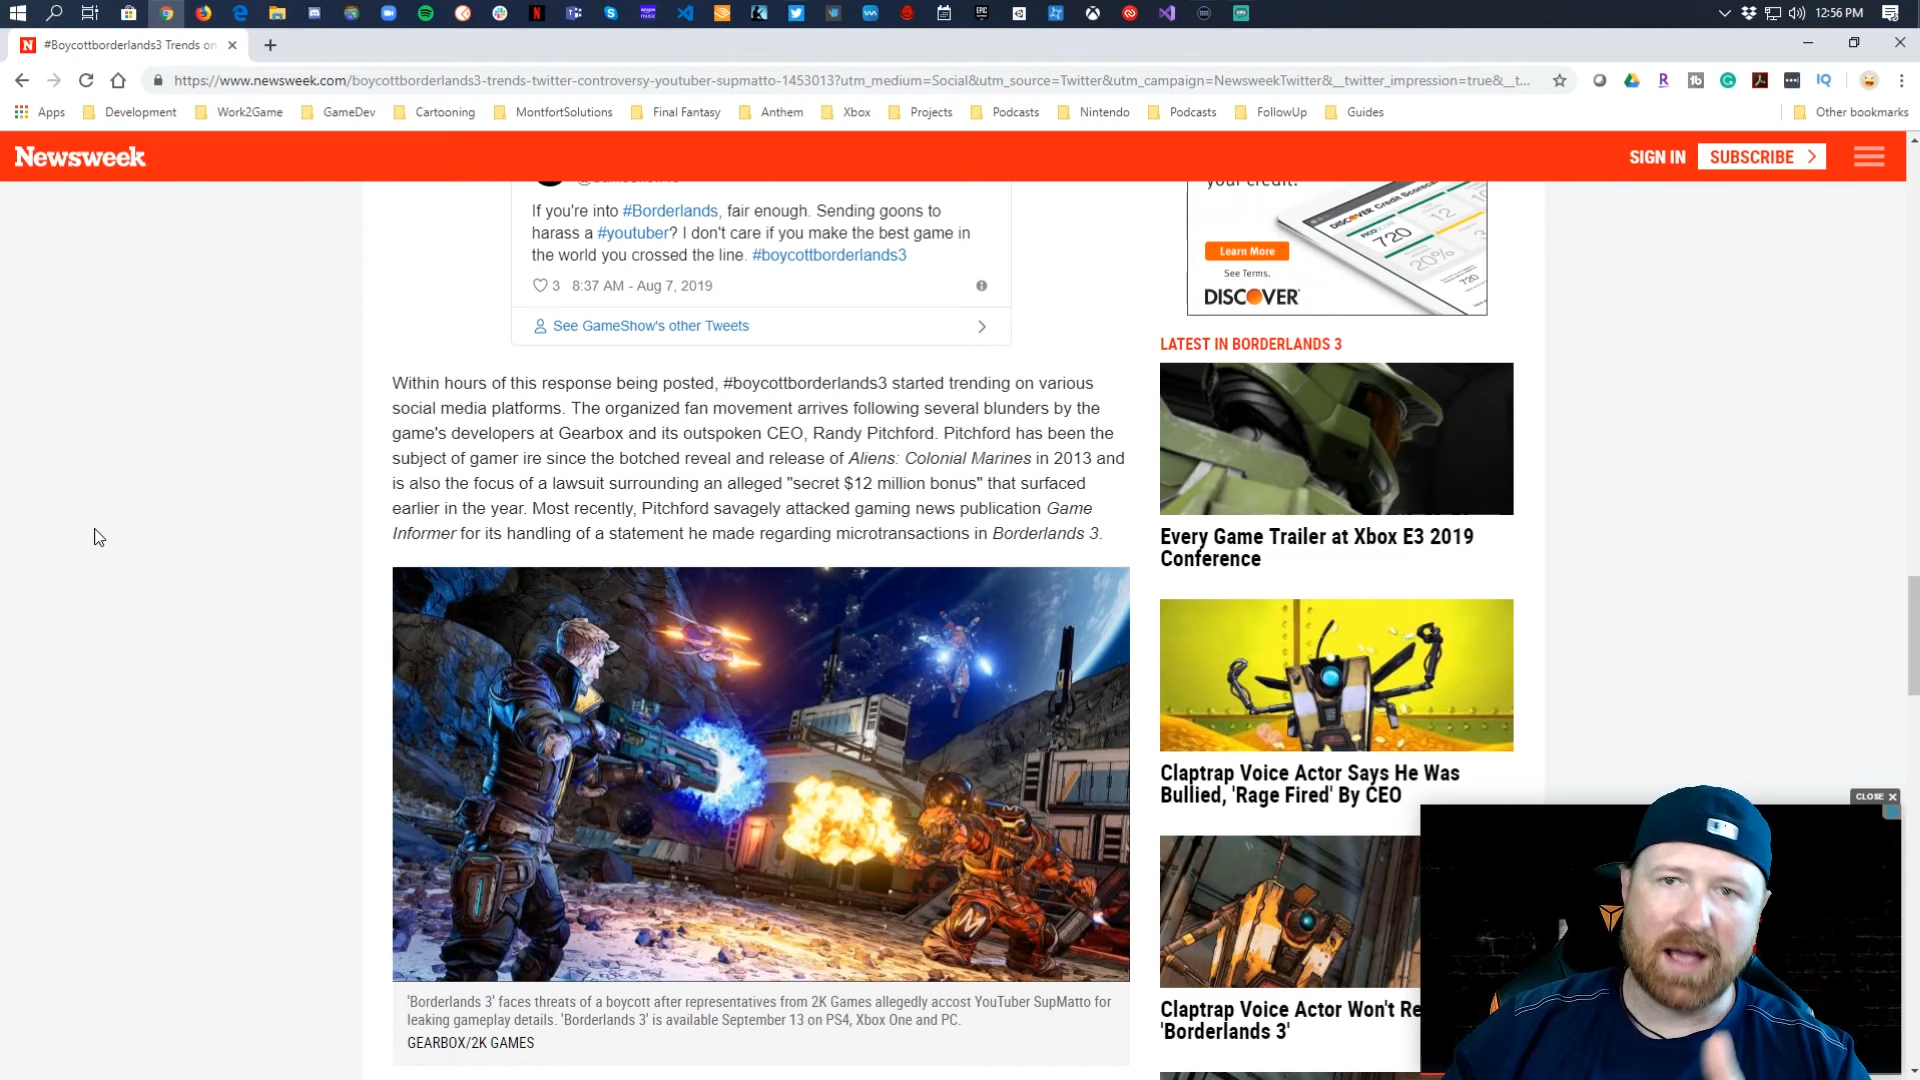 12:56 PM
#Boycottborderlands3 Trends on
https://www.newsweek.com/boycottborderlands3-trends-twitter-controversy-youtuber-supmatto-1453013?utm_medium=Social&utm_source=Twitter&utm_campaign=NewsweekTwitter&__twitter_impression=true&__t...
Apps Development Work2Game GameDev Cartooning MontfortSolutions Final Fantasy Anthem Xbox Projects Podcasts Nintendo Podcasts FollowUp Guides Other bookmarks
Newsweek
SIGN IN SUBSCRIBE
If you're into #Borderlands, fair enough. Sending goons to
harass a #youtuber? I don't care if you make the best game in
the world you crossed the line. #boycottborderlands3
3 8:37 AM - Aug 7, 2019
See GameShow's other Tweets
Within hours of this response being posted, #boycottborderlands3 started trending on various
social media platforms. The organized fan movement arrives following several blunders by the
game's developers at Gearbox and its outspoken CEO, Randy Pitchford. Pitchford has been the
subject of gamer ire since the botched reveal and release of Aliens: Colonial Marines in 2013 and
is also the focus of a lawsuit surrounding an alleged "secret $12 million bonus" that surfaced
earlier in the year. Most recently, Pitchford savagely attacked gaming news publication Game
Informer for its handling of a statement he made regarding microtransactions in Borderlands 3.
'Borderlands 3' faces threats of a boycott after representatives from 2K Games allegedly accost YouTuber SupMatto for
leaking gameplay details. 'Borderlands 3' is available September 13 on PS4, Xbox One and PC.
GEARBOX/2K GAMES
your credit.
DISCOVER Credit Scorecard
720
720
12
20%
Learn More
See Terms.
DISCOVER
LATEST IN BORDERLANDS 3
Every Game Trailer at Xbox E3 2019
Conference
Claptrap Voice Actor Says He Was
Bullied, 'Rage Fired' By CEO
Claptrap Voice Actor Won't Re
'Borderlands 3'
CLOSE X